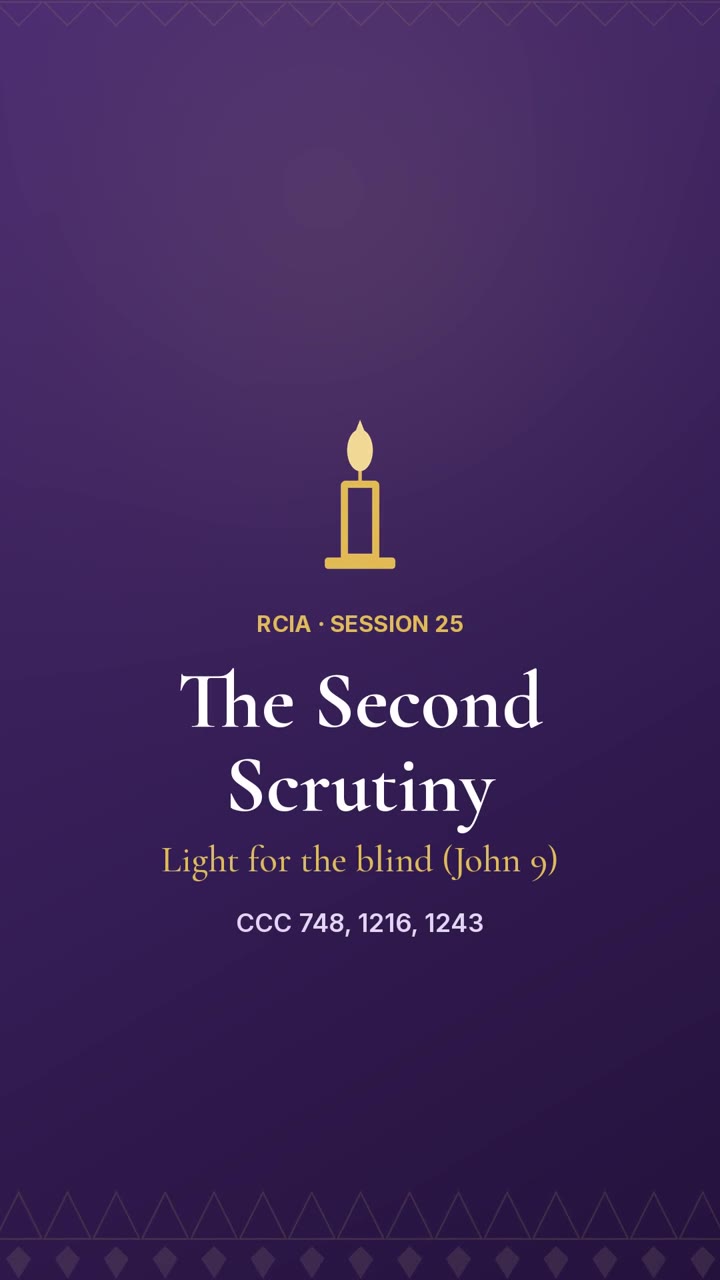 RCIA · SESSION 25
The Second
Scrutiny
Light for the blind (John 9)
CCC 748, 1216, 1243